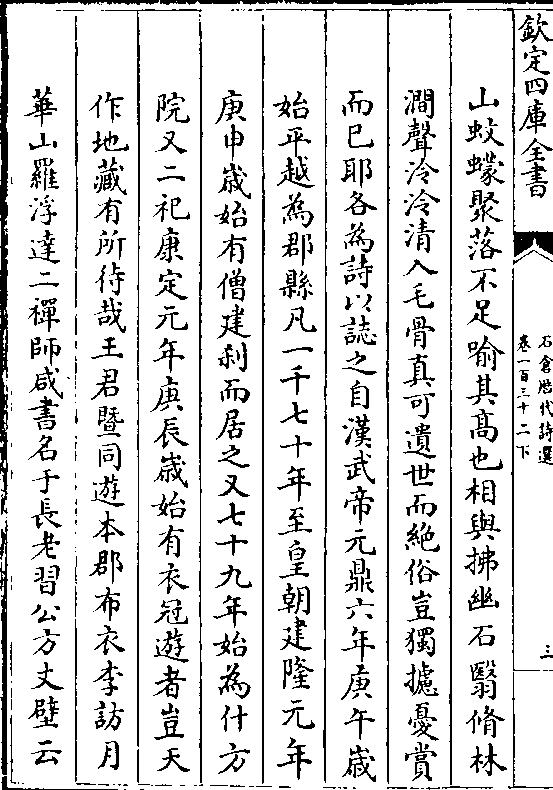 欽定四庫全書
石倉歷代詩選
卷一百三十二下
三
山蚊蠓聚落不足喻其髙也相與拂幽石翳脩林
澗聲泠泠清入毛骨真可遺世而絶俗豈獨攄憂賞
而已耶各為詩以誌之自漢武帝元鼎六年庚午嵗
始平越為郡縣凡一千七十年至皇朝建隆元年
庚申嵗始有僧建刹而居之又七十九年始為什方
院又二祀康定元年庚辰嵗始有衣冠遊者豈天
作地藏有所待哉王君暨同遊本郡布衣李訪月
華山羅浮達二禪師咸書名于長老習公方丈壁云